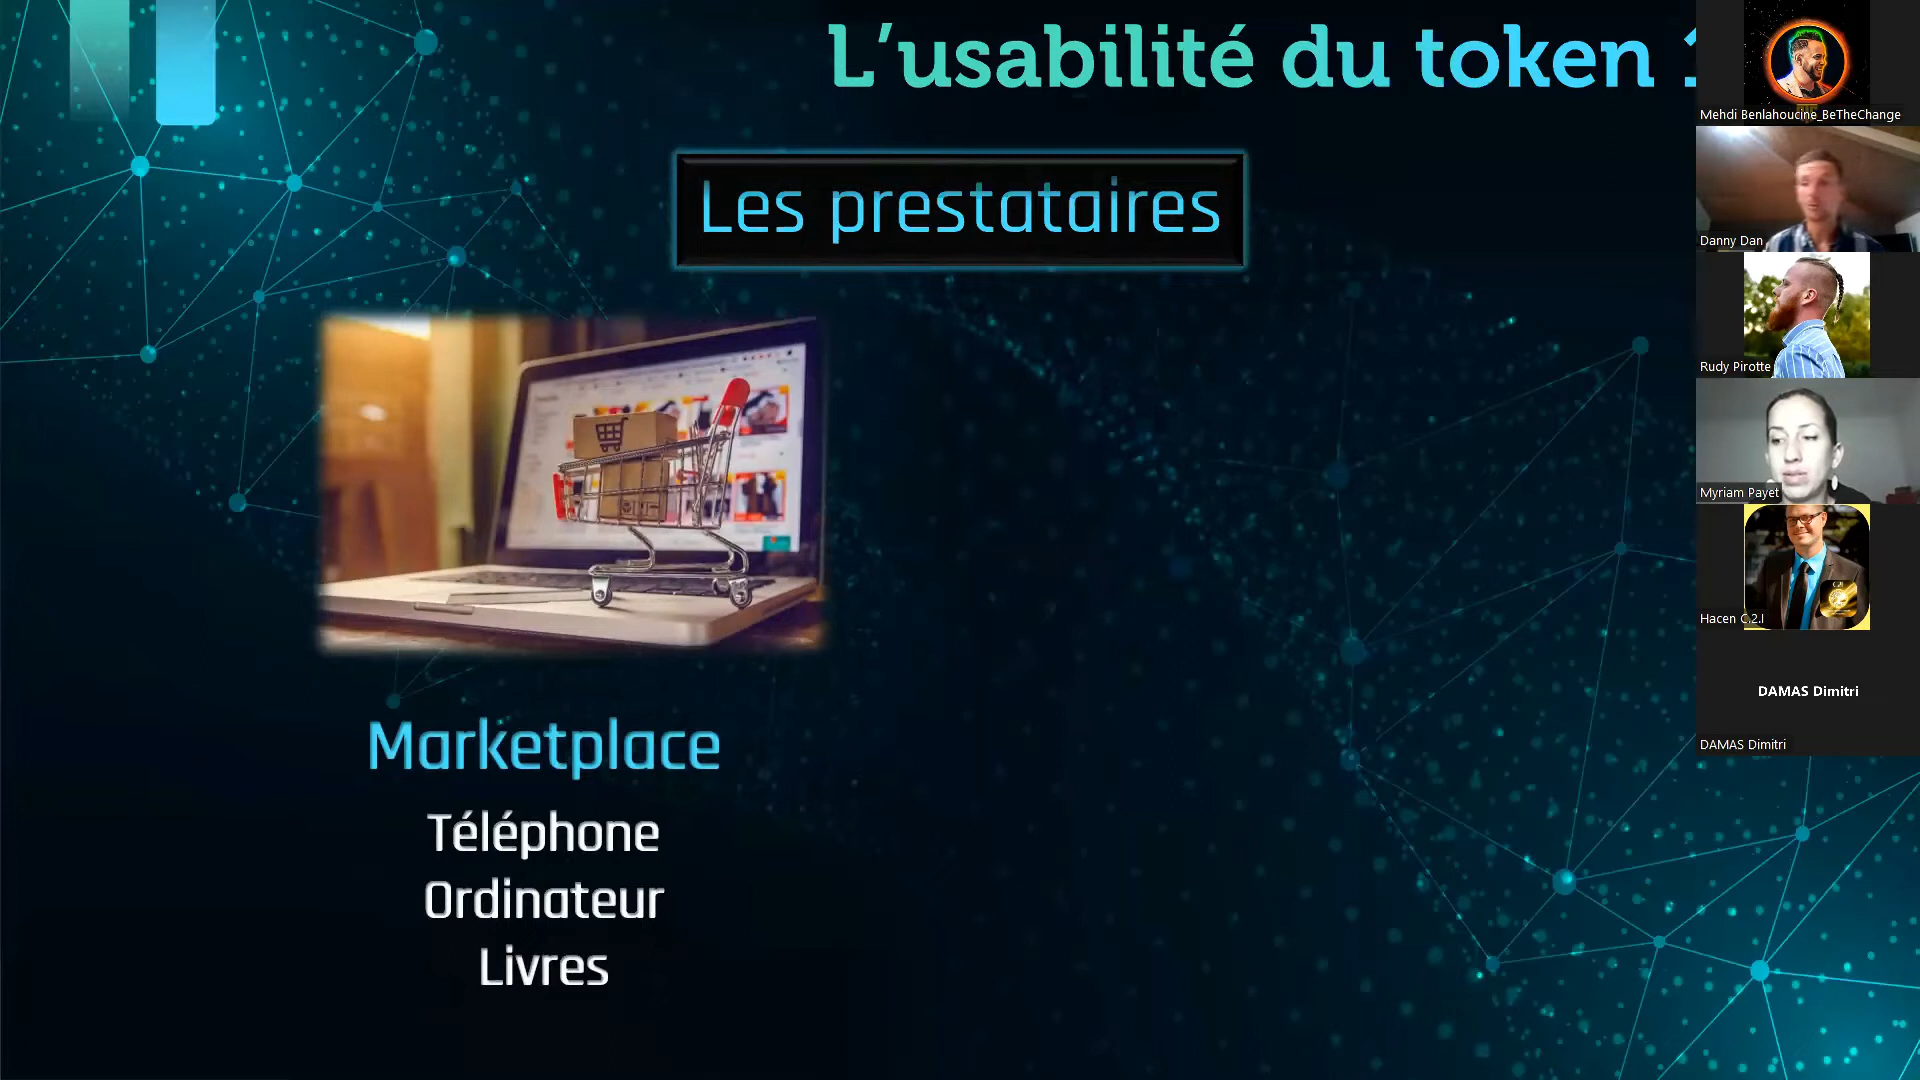 L'usabilité du token
Les prestataires
Marketplace
Téléphone
Ordinateur
Livres
Mehdi Benlahoucine_BeTheChange
Danny Dan
Rudy Pirotte
Myriam Payet
Hacen C.2.I
DAMAS Dimitri
DAMAS Dimitri